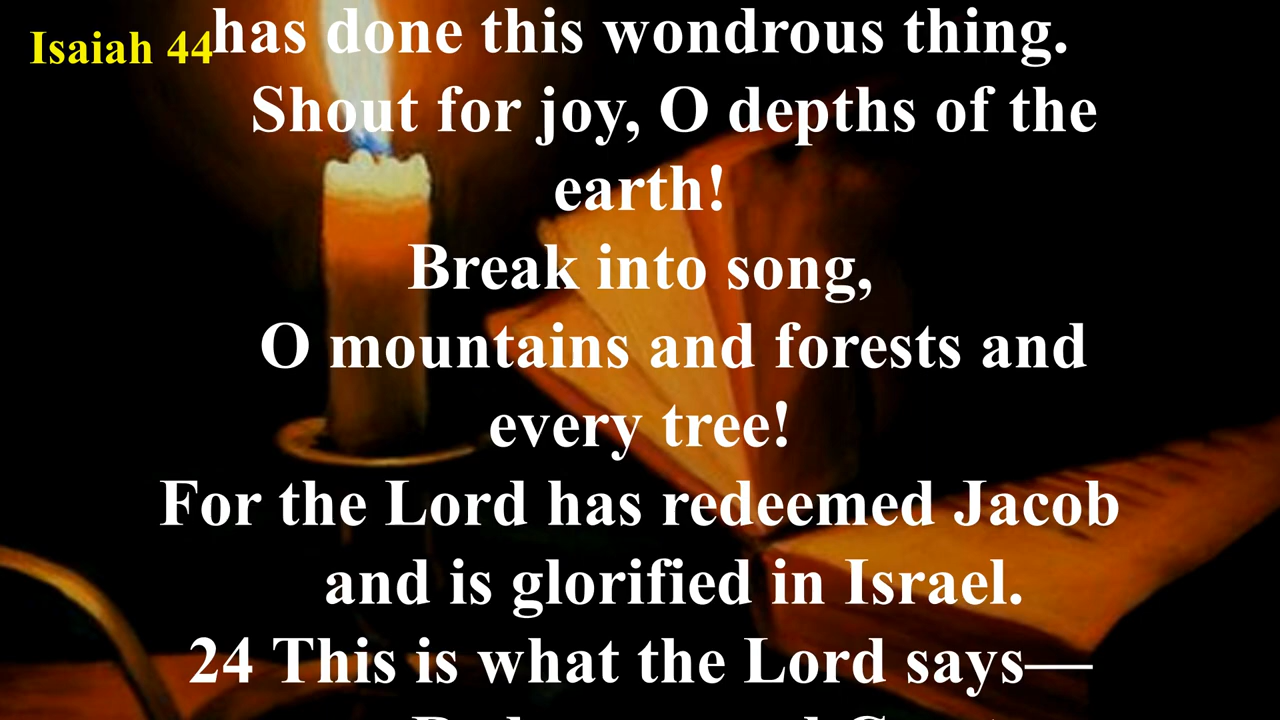 Isaiah 44
has done this wondrous thing.
Shout for joy, O depths of the
earth!
Break into song,
O mountains and forests and
every tree!
For the Lord has redeemed Jacob
and is glorified in Israel.
24 This is what the Lord says—